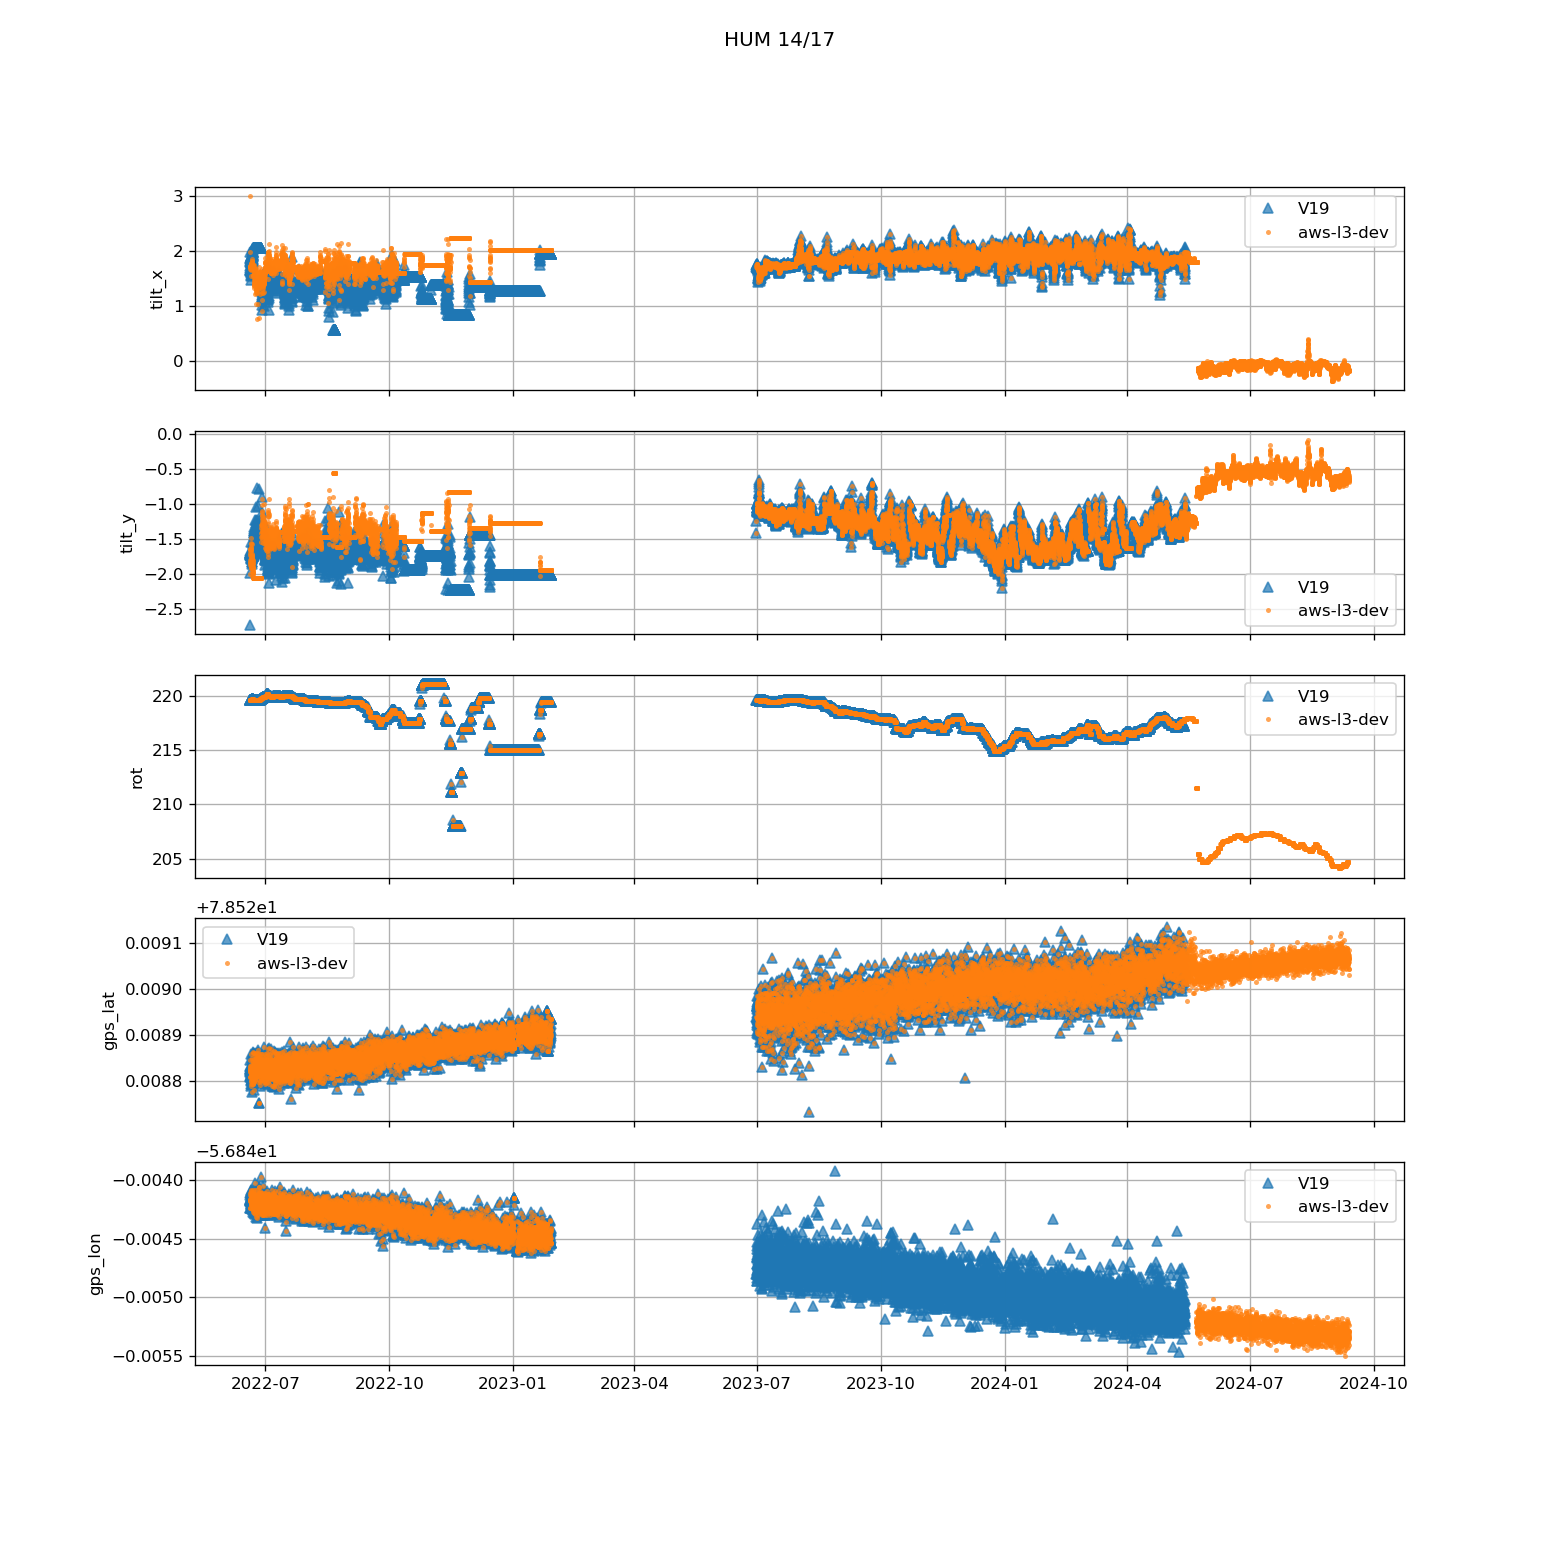 HUM 14/17
3
2
1
0
tilt_x
V19
aws-l3-dev
0.0
−0.5
−1.0
−1.5
−2.0
−2.5
tilt_y
V19
aws-l3-dev
220
215
210
205
rot
V19
aws-l3-dev
+7.852e1
0.0091
0.0090
0.0089
0.0088
gps_lat
V19
aws-l3-dev
−5.684e1
−0.0040
−0.0045
−0.0050
−0.0055
gps_lon
V19
aws-l3-dev
2022-07 2022-10 2023-01 2023-04 2023-07 2023-10 2024-01 2024-04 2024-07 2024-10